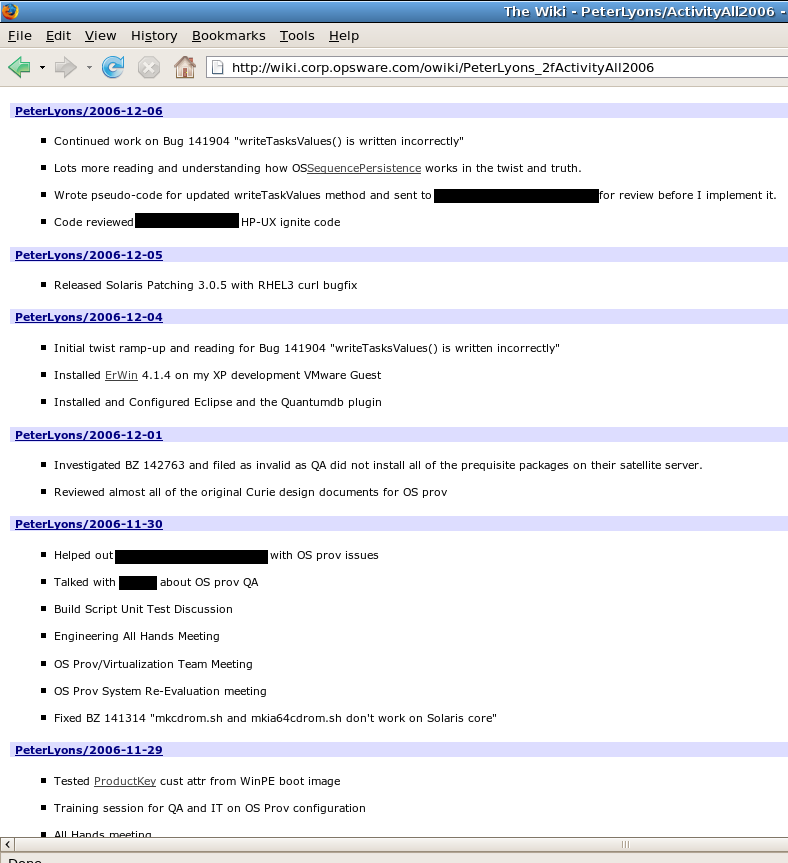 The Wiki - PeterLyons/ActivityAll2006 -
File Edit View History Bookmarks Tools Help
http://wiki.corp.opsware.com/owiki/PeterLyons_2fActivityAll2006
PeterLyons/2006-12-06
Continued work on Bug 141904 "writeTasksValues() is written incorrectly"
Lots more reading and understanding how OSSequencePersistence works in the twist and truth.
Wrote pseudo-code for updated writeTaskValues method and sent to for review before I implement it.
Code reviewed HP-UX ignite code
PeterLyons/2006-12-05
Released Solaris Patching 3.0.5 with RHEL3 curl bugfix
PeterLyons/2006-12-04
Initial twist ramp-up and reading for Bug 141904 "writeTasksValues() is written incorrectly"
Installed ErWin 4.1.4 on my XP development VMware Guest
Installed and Configured Eclipse and the Quantumdb plugin
PeterLyons/2006-12-01
Investigated BZ 142763 and filed as invalid as QA did not install all of the prequisite packages on their satellite server.
Reviewed almost all of the original Curie design documents for OS prov
PeterLyons/2006-11-30
Helped out with OS prov issues
Talked with about OS prov QA
Build Script Unit Test Discussion
Engineering All Hands Meeting
OS Prov/Virtualization Team Meeting
OS Prov System Re-Evaluation meeting
Fixed BZ 141314 "mkcdrom.sh and mkia64cdrom.sh don't work on Solaris core"
PeterLyons/2006-11-29
Tested ProductKey cust attr from WinPE boot image
Training session for QA and IT on OS Prov configuration
All Hands meeting
Done